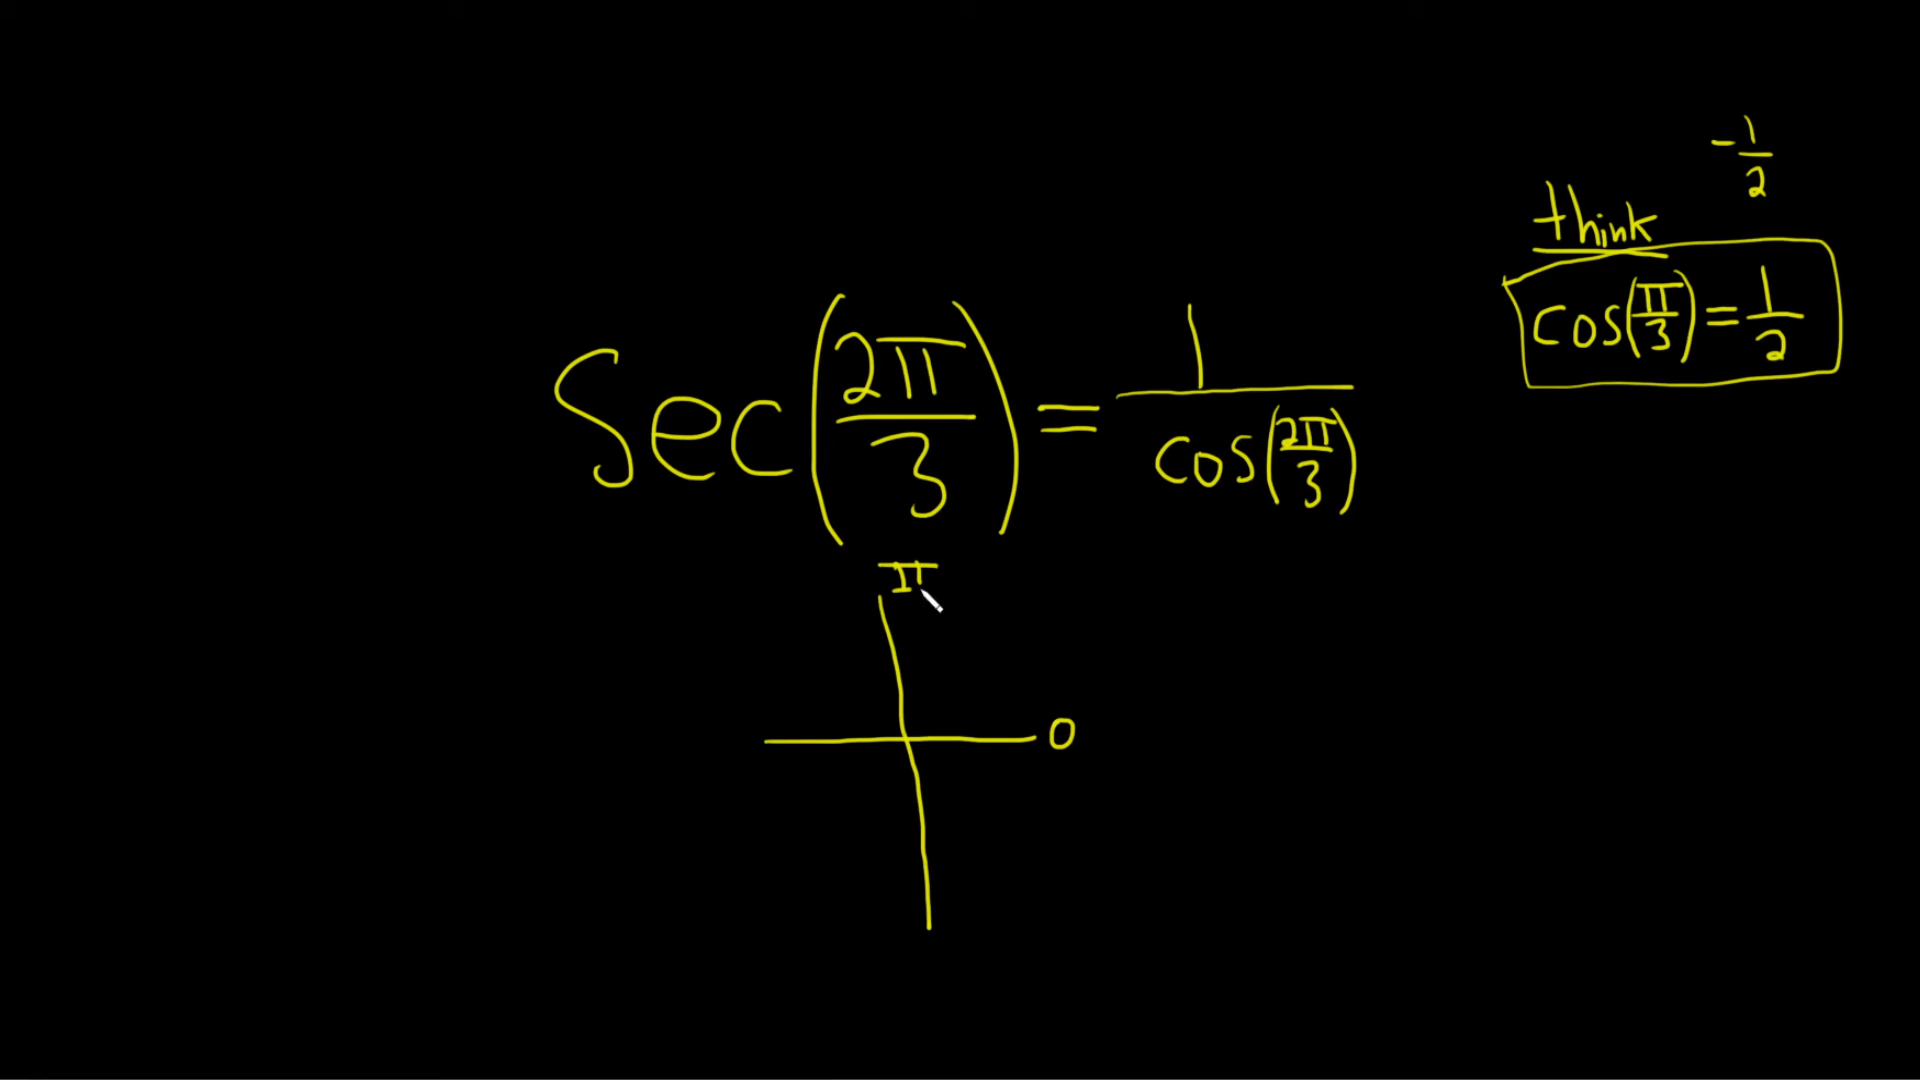 Sec(2π/3) = 1/cos(2π/3)
π
0
-1/2
think
cos(π/3) = 1/2